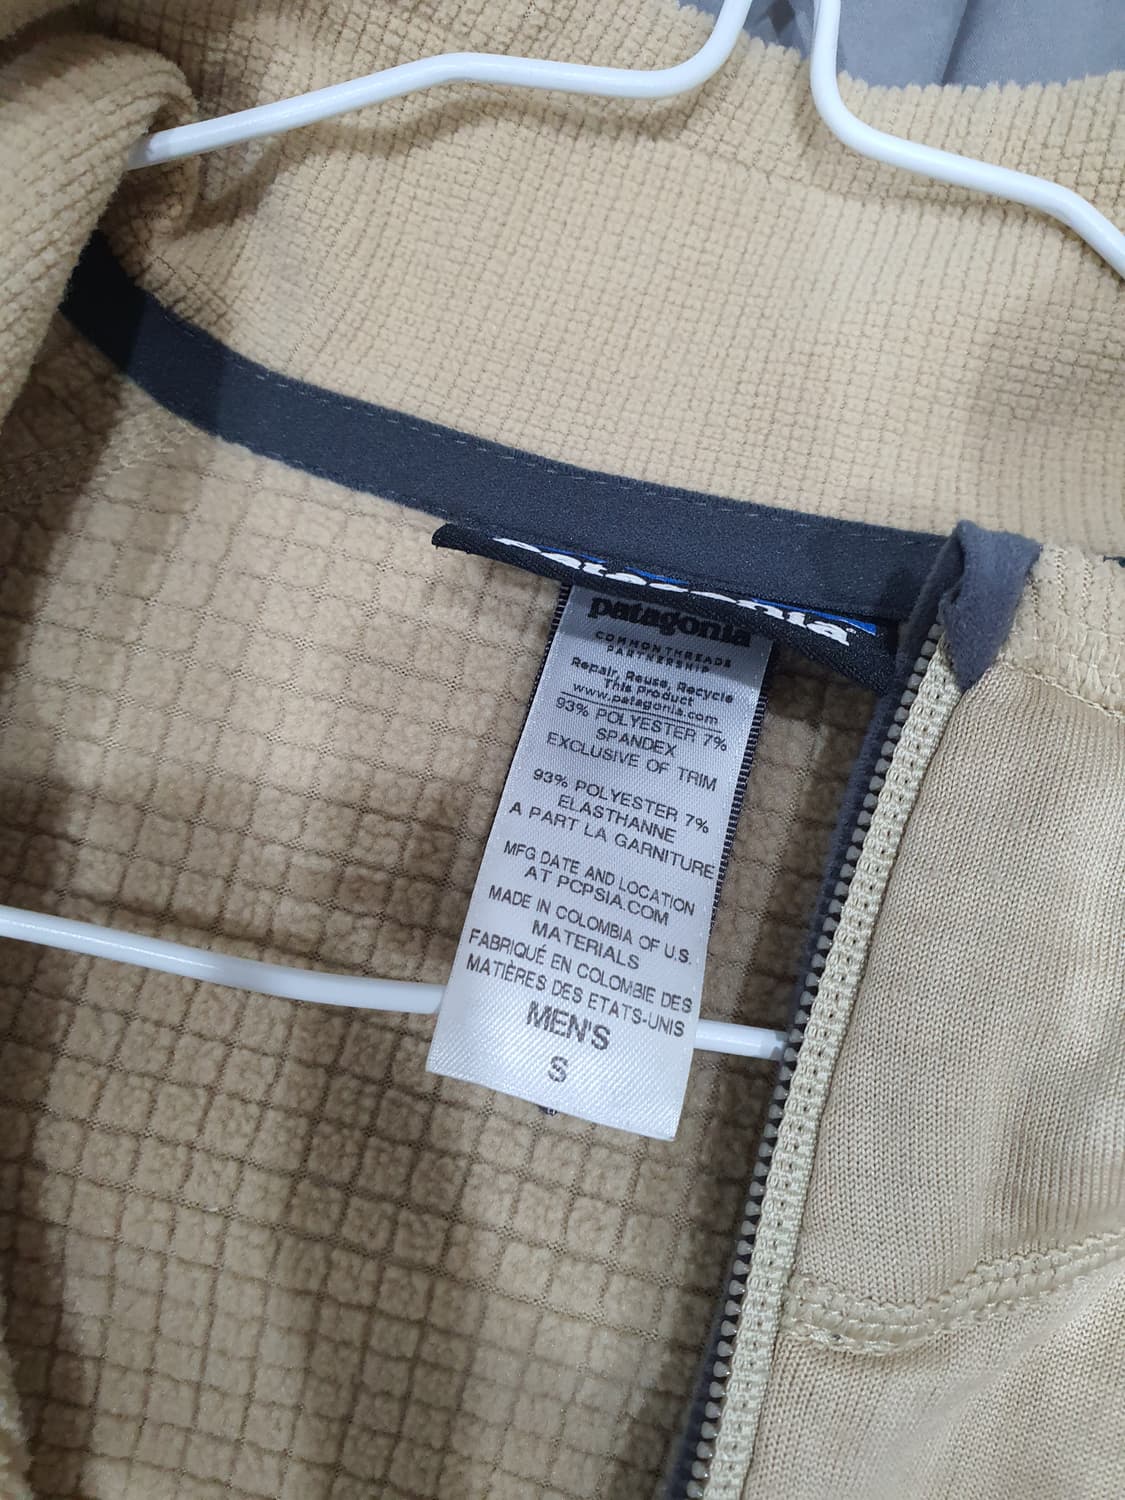 patagonia
patagonia
COMMON THREADS
PARTNERSHIP
Repair, Reuse, Recycle
This Product
www.patagonia.com
93% POLYESTER 7%
SPANDEX
EXCLUSIVE OF TRIM
93% POLYESTER 7%
ELASTHANNE
A PART LA GARNITURE
MFG DATE AND LOCATION
AT PCPSIA.COM
MADE IN COLOMBIA OF U.S.
MATERIALS
FABRIQUÉ EN COLOMBIE DES
MATIÈRES DES ETATS-UNIS
MEN'S
S